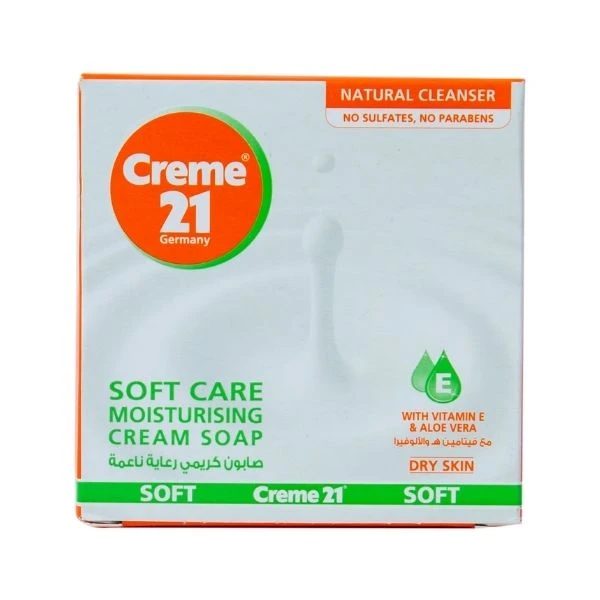 NATURAL CLEANSER
NO SULFATES, NO PARABENS
Creme®
21
Germany
SOFT CARE
MOISTURISING
CREAM SOAP
صابون كريمي رعاية ناعمة
E
WITH VITAMIN E
& ALOE VERA
مع فيتامين هـ والألوفيرا
DRY SKIN
SOFT Creme 21® SOFT